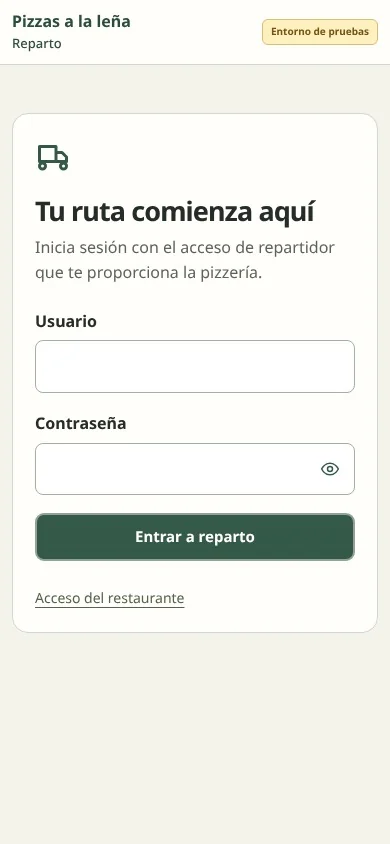 Pizzas a la leña
Reparto
Entorno de pruebas
Tu ruta comienza aquí
Inicia sesión con el acceso de repartidor
que te proporciona la pizzería.
Usuario
Contraseña
Entrar a reparto
Acceso del restaurante